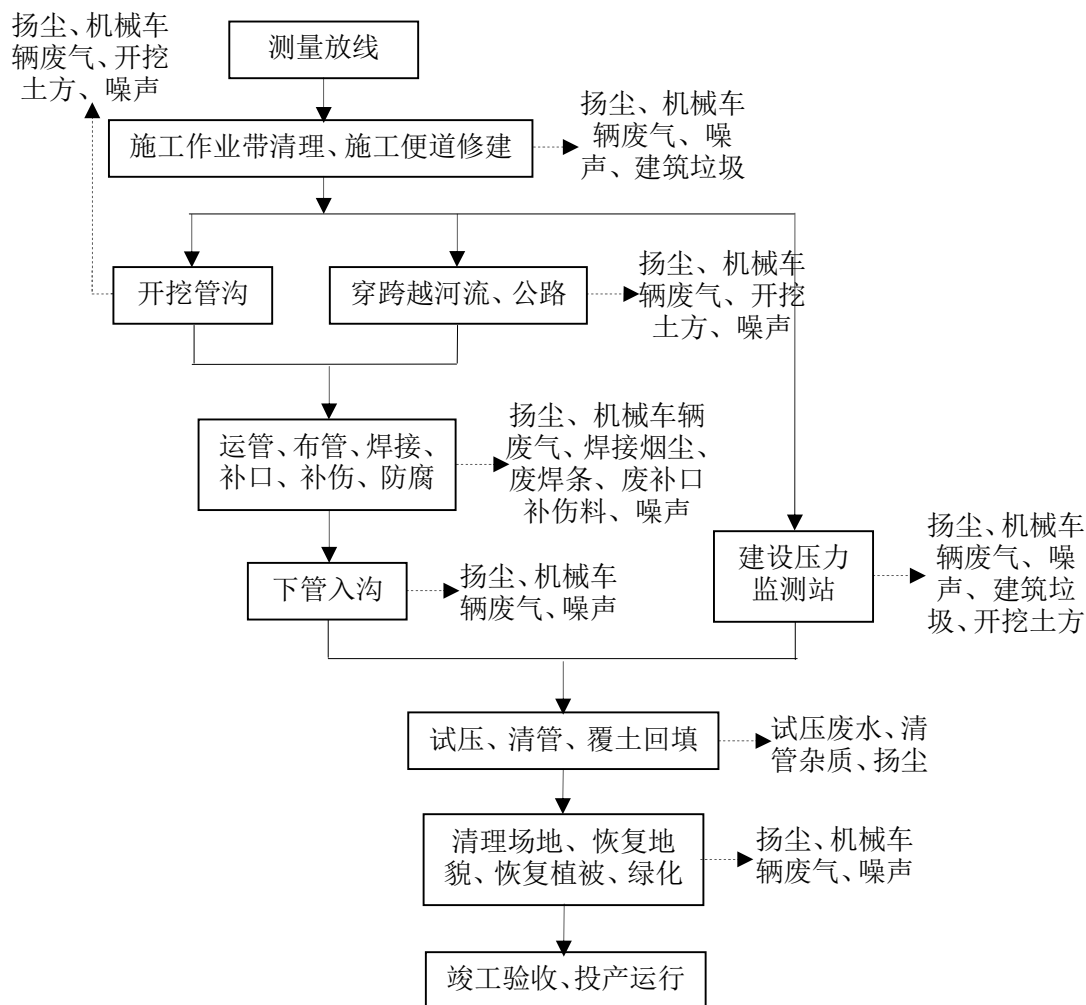 扬尘、机械车
辆废气、开挖
土方、噪声
测量放线
施工作业带清理、施工便道修建
扬尘、机械车
辆废气、噪
声、建筑垃圾
开挖管沟
穿跨越河流、公路
扬尘、机械车
辆废气、开挖
土方、噪声
运管、布管、焊接、
补口、补伤、防腐
扬尘、机械车辆
废气、焊接烟尘、
废焊条、废补口
补伤料、噪声
下管入沟
扬尘、机械车
辆废气、噪声
建设压力
监测站
扬尘、机械车
辆废气、噪
声、建筑垃
圾、开挖土方
试压、清管、覆土回填
试压废水、清
管杂质、扬尘
清理场地、恢复地
貌、恢复植被、绿化
扬尘、机械车
辆废气、噪声
竣工验收、投产运行